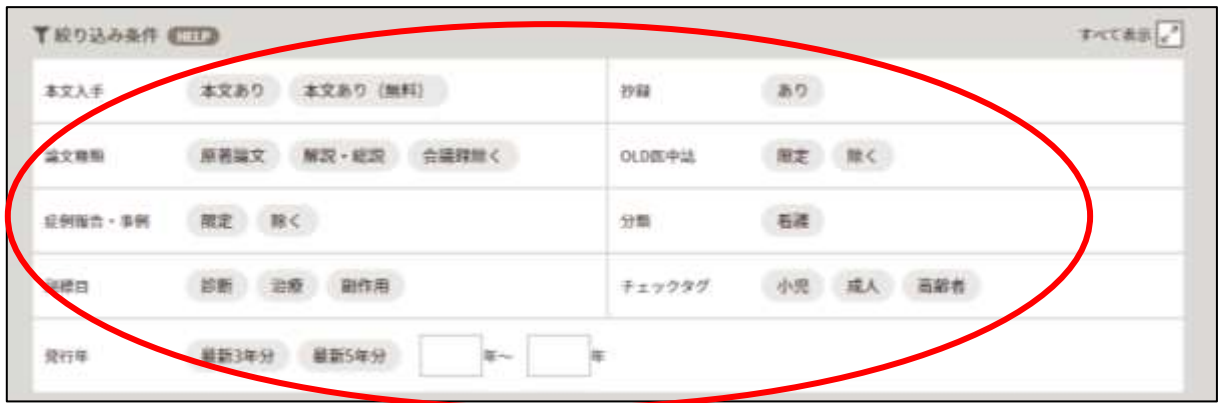 絞り込み条件 HELP すべて表示
本文入手 本文あり 本文あり（無料） 抄録 あり
論文種類 原著論文 解説・総説 会議録除く OLD医中誌 限定 除く
症例報告・事例 限定 除く 分類 看護
副標目 診断 治療 副作用 チェックタグ 小児 成人 高齢者
発行年 最新3年分 最新5年分 年～ 年